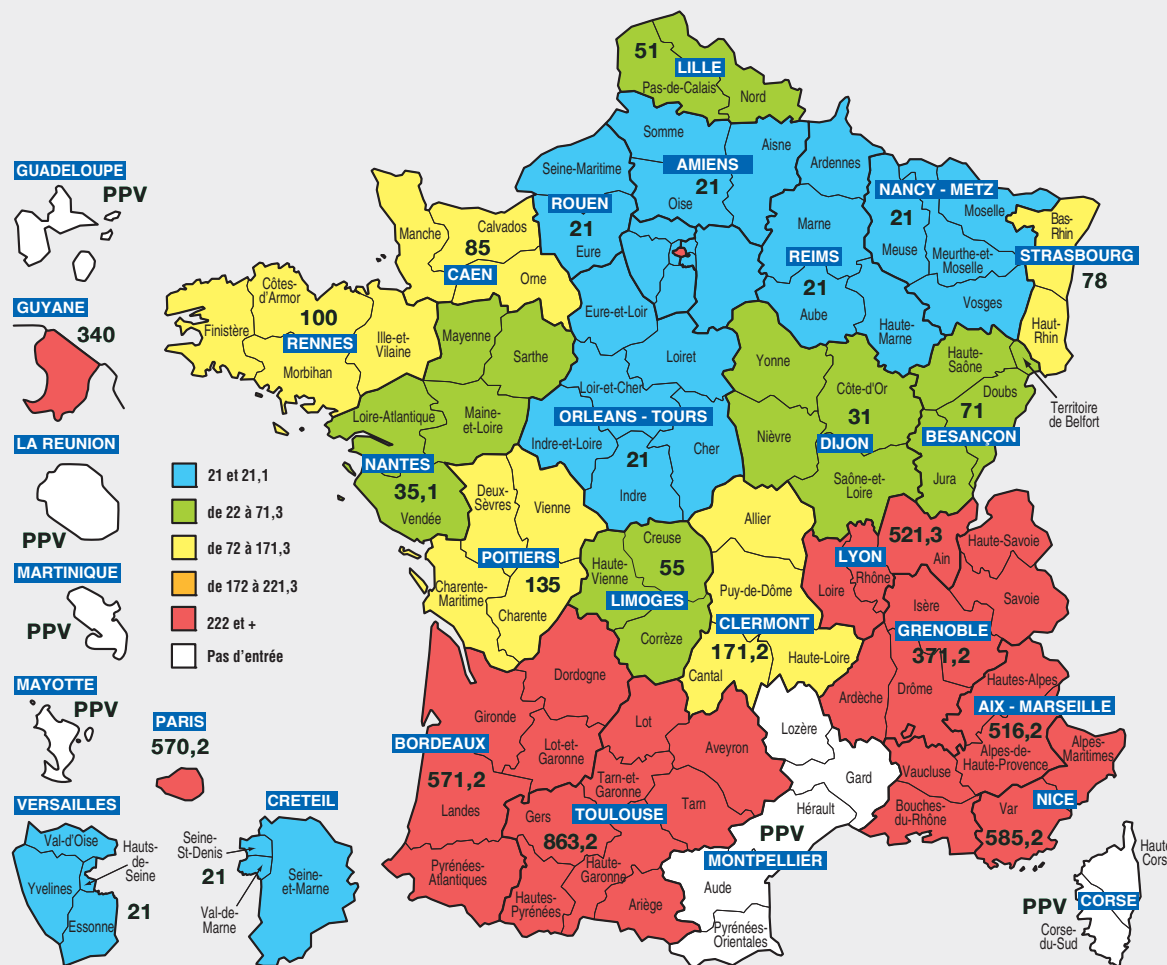 51
LILLE
Pas-de-Calais
Nord
Somme
Aisne
Seine-Maritime
AMIENS
21
Oise
Ardennes
ROUEN
21
Eure
NANCY - METZ
21
Moselle
Meuse
Meurthe-et-
Moselle
Vosges
Marne
REIMS
21
Aube
Haute-
Marne
Bas-
Rhin
STRASBOURG
78
Haut-
Rhin
Manche
Calvados
85
CAEN
Orne
Côtes-
d'Armor
Finistère
100
RENNES
Ille-et-
Vilaine
Morbihan
Mayenne
Sarthe
Loire-Atlantique
Maine-
et-Loire
NANTES
35,1
Vendée
Eure-et-Loir
Loiret
Loir-et-Cher
ORLEANS - TOURS
Indre-et-Loire
21
Cher
Indre
Yonne
Côte-d'Or
31
Nièvre
DIJON
Saône-et-
Loire
Haute-
Saône
Doubs
71
BESANÇON
Jura
Territoire
de Belfort
Deux-
Sèvres
Vienne
POITIERS
135
Charente-
Maritime
Charente
Creuse
Haute-
Vienne
55
LIMOGES
Corrèze
Allier
Puy-de-Dôme
CLERMONT
171,2
Haute-Loire
Cantal
LYON
521,3
Ain
Rhône
Loire
Haute-Savoie
Savoie
Isère
GRENOBLE
371,2
Ardèche
Drôme
Hautes-Alpes
AIX - MARSEILLE
516,2
Alpes-de-
Haute-Provence
Vaucluse
Bouches-
du-Rhône
Alpes-
Maritimes
Var
NICE
585,2
Dordogne
Gironde
BORDEAUX
571,2
Lot-et-
Garonne
Landes
Pyrénées-
Atlantiques
Lot
Aveyron
Tarn-et-
Garonne
Tarn
Gers
TOULOUSE
863,2
Haute-
Garonne
Hautes-
Pyrénées
Ariège
Lozère
Gard
Hérault
PPV
MONTPELLIER
Aude
Pyrénées-
Orientales
PPV
CORSE
Corse-
du-Sud
Haute
Cors
GUADELOUPE
PPV
GUYANE
340
LA REUNION
PPV
MARTINIQUE
PPV
MAYOTTE
PPV
21 et 21,1
de 22 à 71,3
de 72 à 171,3
de 172 à 221,3
222 et +
Pas d'entrée
PARIS
570,2
VERSAILLES
Val-d'Oise
Hauts-
de-
Seine
Yvelines
21
Essonne
CRETEIL
Seine-
St-Denis
21
Seine-
et-Marne
Val-de-
Marne